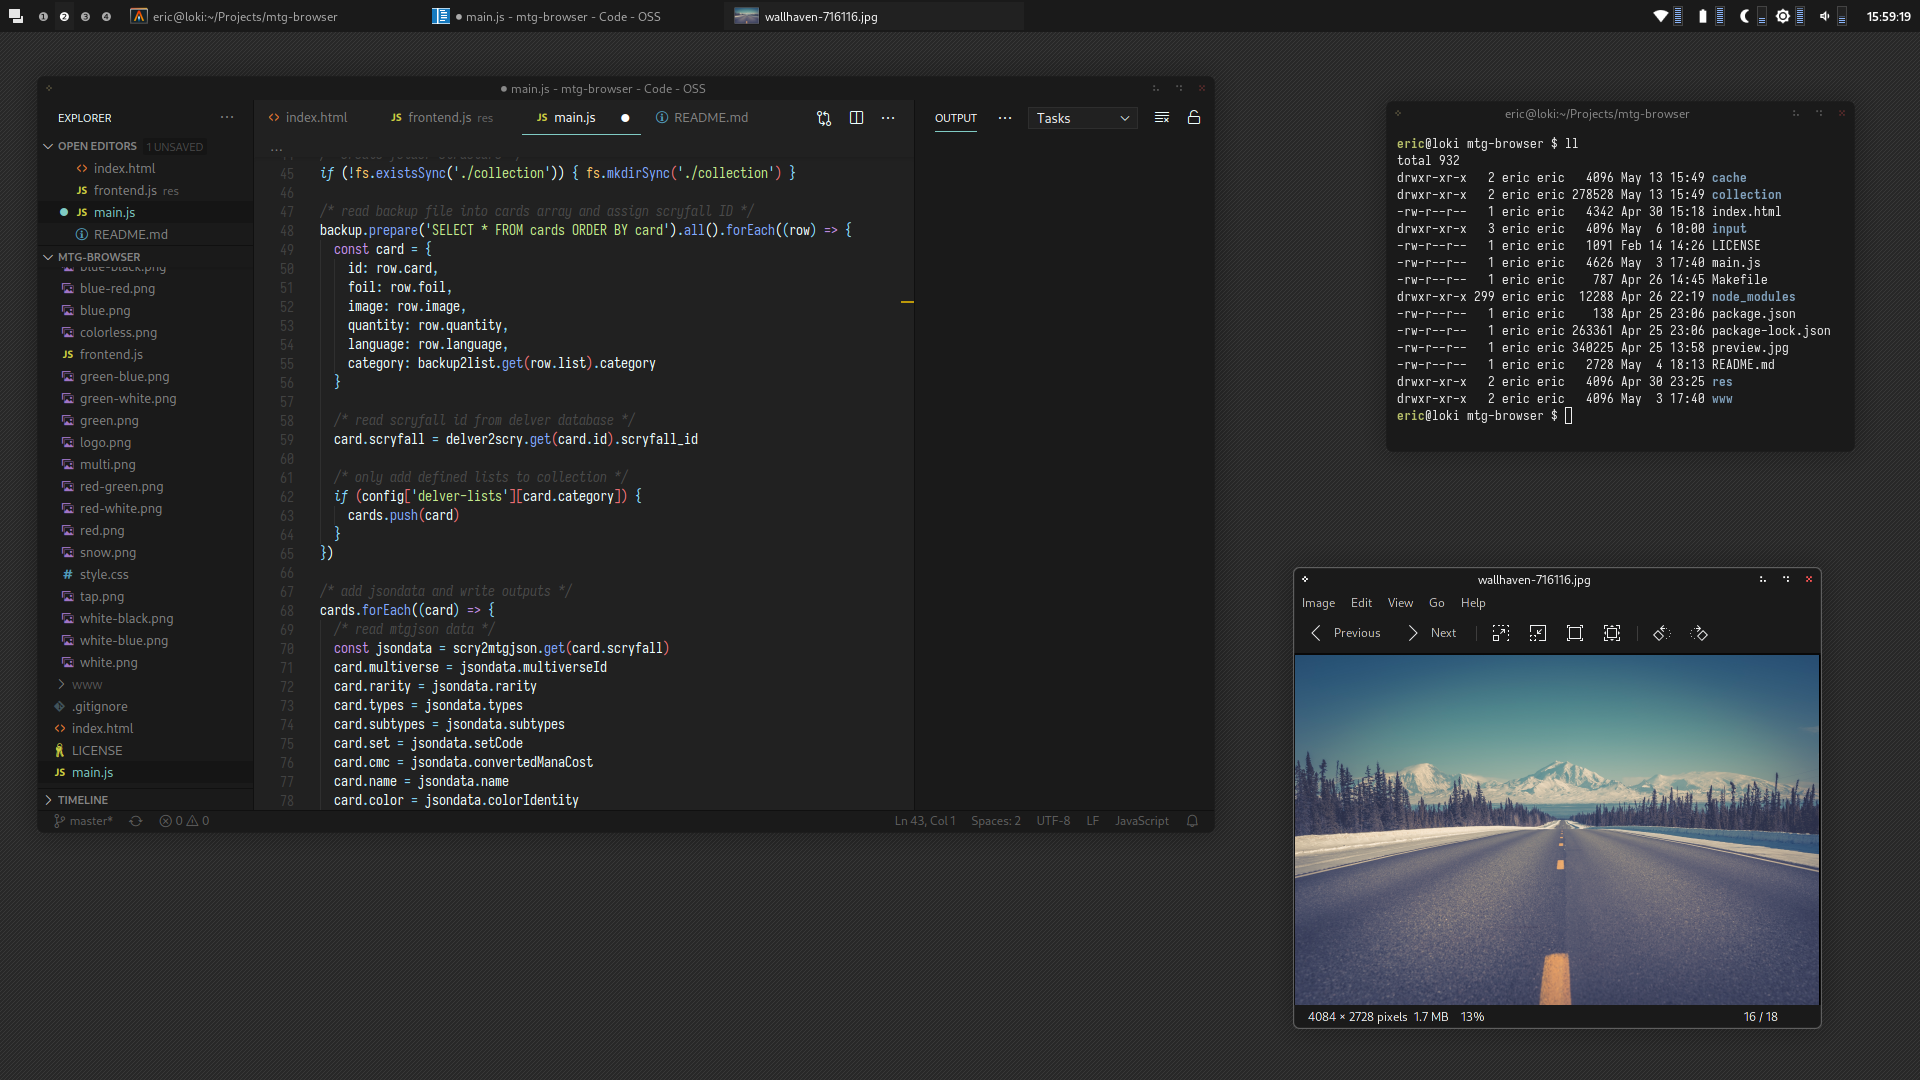 1 2 3 4 eric@loki:~/Projects/mtg-browser ● main.js - mtg-browser - Code - OSS wallhaven-716116.jpg 15:59:19
● main.js - mtg-browser - Code - OSS
EXPLORER ...
OPEN EDITORS 1 UNSAVED
index.html
JS frontend.js res
● JS main.js
README.md
MTG-BROWSER
blue-black.png
blue-red.png
blue.png
colorless.png
JS frontend.js
green-blue.png
green-white.png
green.png
logo.png
multi.png
red-green.png
red-white.png
red.png
snow.png
# style.css
tap.png
white-black.png
white-blue.png
white.png
www
.gitignore
index.html
LICENSE
JS main.js
TIMELINE
index.html JS frontend.js res JS main.js ● README.md
...
45 if (!fs.existsSync('./collection')) { fs.mkdirSync('./collection') }
46
47 /* read backup file into cards array and assign scryfall ID */
48 backup.prepare('SELECT * FROM cards ORDER BY card').all().forEach((row) => {
49 const card = {
50 id: row.card,
51 foil: row.foil,
52 image: row.image,
53 quantity: row.quantity,
54 language: row.language,
55 category: backup2list.get(row.list).category
56 }
57
58 /* read scryfall id from delver database */
59 card.scryfall = delver2scry.get(card.id).scryfall_id
60
61 /* only add defined lists to collection */
62 if (config['delver-lists'][card.category]) {
63 cards.push(card)
64 }
65 })
66
67 /* add jsondata and write outputs */
68 cards.forEach((card) => {
69 /* read mtgjson data */
70 const jsondata = scry2mtgjson.get(card.scryfall)
71 card.multiverse = jsondata.multiverseId
72 card.rarity = jsondata.rarity
73 card.types = jsondata.types
74 card.subtypes = jsondata.subtypes
75 card.set = jsondata.setCode
76 card.cmc = jsondata.convertedManaCost
77 card.name = jsondata.name
78 card.color = jsondata.colorIdentity
OUTPUT ... Tasks
master* 0 0 Ln 43, Col 1 Spaces: 2 UTF-8 LF JavaScript
eric@loki:~/Projects/mtg-browser
eric@loki mtg-browser $ ll
total 932
drwxr-xr-x 2 eric eric 4096 May 13 15:49 cache
drwxr-xr-x 2 eric eric 278528 May 13 15:49 collection
-rw-r--r-- 1 eric eric 4342 Apr 30 15:18 index.html
drwxr-xr-x 3 eric eric 4096 May 6 10:00 input
-rw-r--r-- 1 eric eric 1091 Feb 14 14:26 LICENSE
-rw-r--r-- 1 eric eric 4626 May 3 17:40 main.js
-rw-r--r-- 1 eric eric 787 Apr 26 14:45 Makefile
drwxr-xr-x 299 eric eric 12288 Apr 26 22:19 node_modules
-rw-r--r-- 1 eric eric 138 Apr 25 23:06 package.json
-rw-r--r-- 1 eric eric 263361 Apr 25 23:06 package-lock.json
-rw-r--r-- 1 eric eric 340225 Apr 25 13:58 preview.jpg
-rw-r--r-- 1 eric eric 2728 May 4 18:13 README.md
drwxr-xr-x 2 eric eric 4096 Apr 30 23:25 res
drwxr-xr-x 2 eric eric 4096 May 3 17:40 www
eric@loki mtg-browser $
wallhaven-716116.jpg
Image Edit View Go Help
Previous Next
4084 × 2728 pixels 1.7 MB 13% 16 / 18